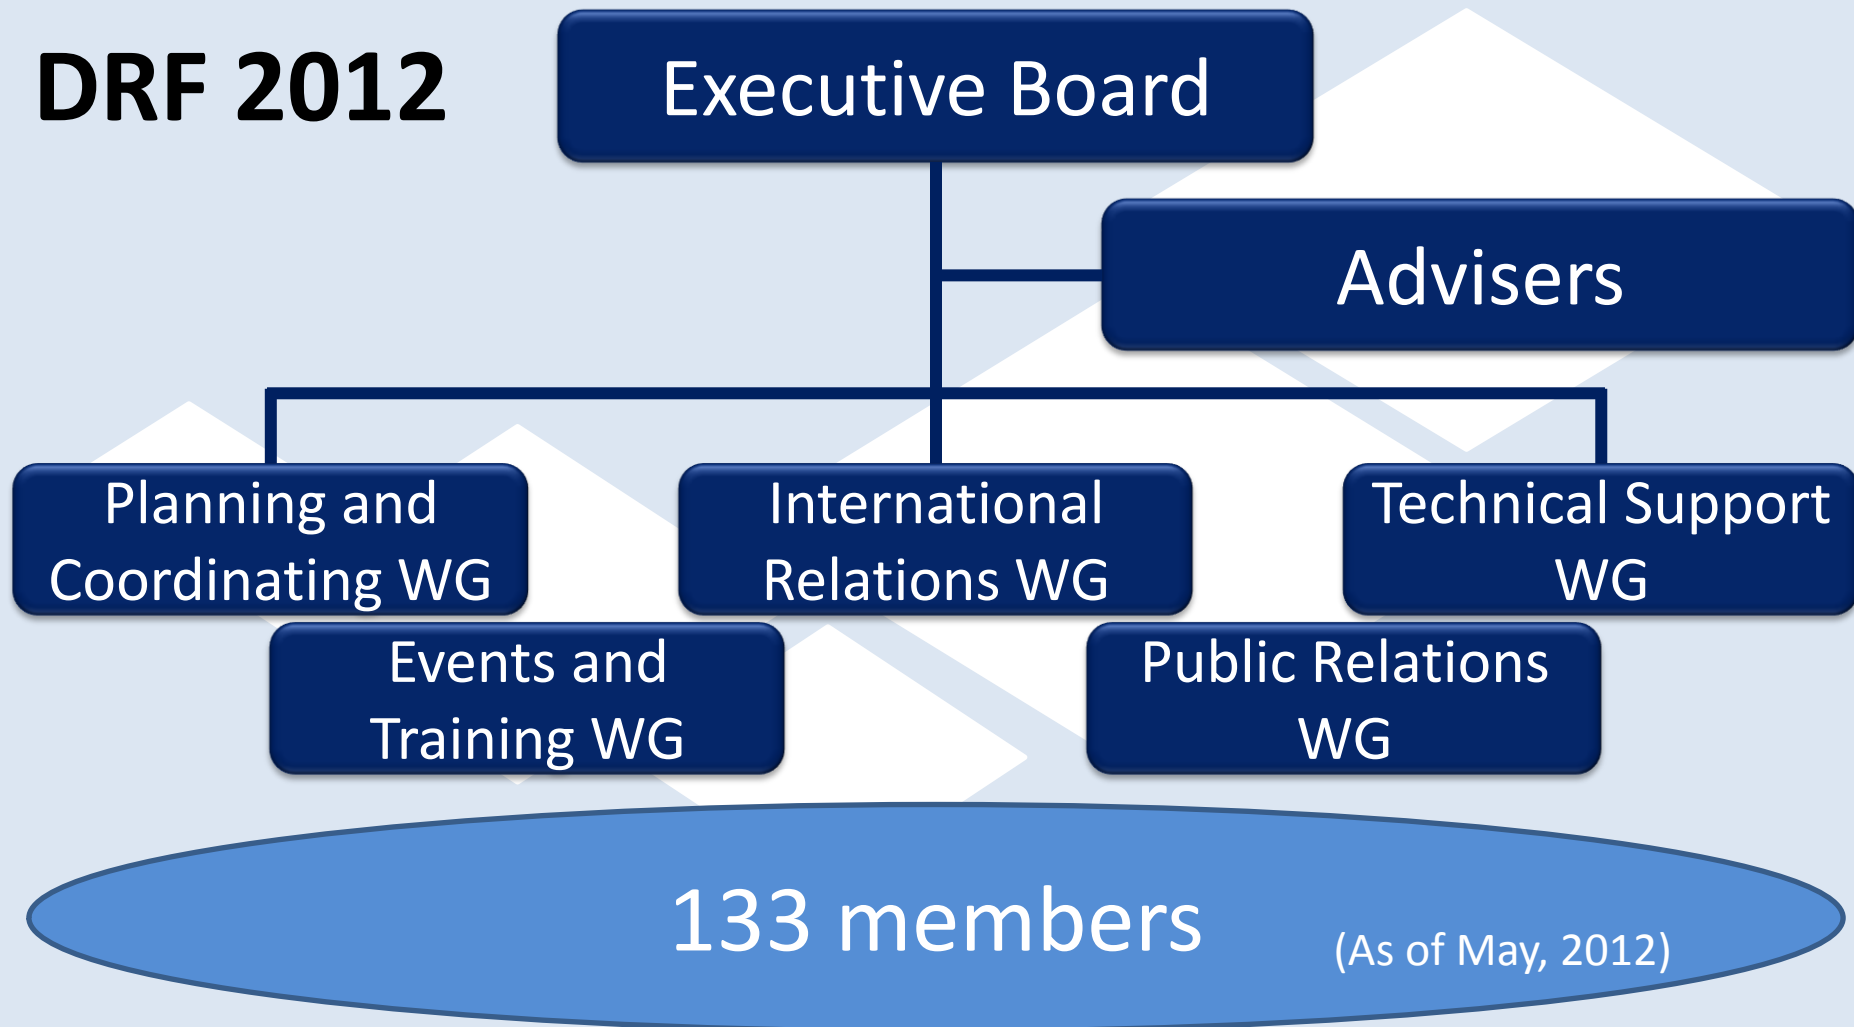 DRF 2012
Executive Board
Advisers
Planning and
Coordinating WG
International
Relations WG
Technical Support
WG
Events and
Training WG
Public Relations
WG
133 members
(As of May, 2012)